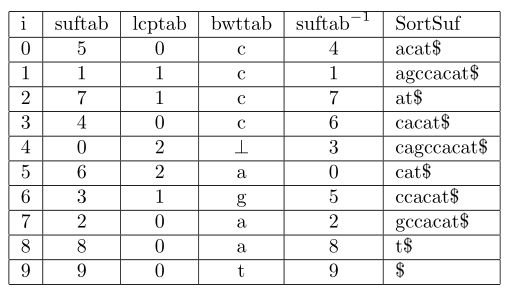 i suftab lcptab bwttab suftab⁻¹ SortSuf
0 5 0 c 4 acat$
1 1 1 c 1 agccacat$
2 7 1 c 7 at$
3 4 0 c 6 cacat$
4 0 2 ⊥ 3 cagccacat$
5 6 2 a 0 cat$
6 3 1 g 5 ccacat$
7 2 0 a 2 gccacat$
8 8 0 a 8 t$
9 9 0 t 9 $